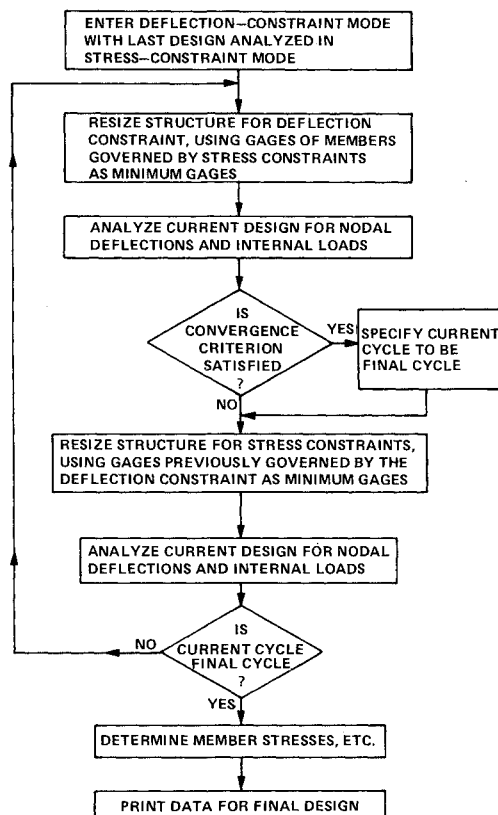 ENTER DEFLECTION-CONSTRAINT MODE
WITH LAST DESIGN ANALYZED IN
STRESS-CONSTRAINT MODE
RESIZE STRUCTURE FOR DEFLECTION
CONSTRAINT, USING GAGES OF MEMBERS
GOVERNED BY STRESS CONSTRAINTS
AS MINIMUM GAGES
ANALYZE CURRENT DESIGN FOR NODAL
DEFLECTIONS AND INTERNAL LOADS
IS
CONVERGENCE
CRITERION
SATISFIED
?
YES
SPECIFY CURRENT
CYCLE TO BE
FINAL CYCLE
NO
RESIZE STRUCTURE FOR STRESS CONSTRAINTS,
USING GAGES PREVIOUSLY GOVERNED BY THE
DEFLECTION CONSTRAINT AS MINIMUM GAGES
ANALYZE CURRENT DESIGN FOR NODAL
DEFLECTIONS AND INTERNAL LOADS
IS
CURRENT CYCLE
FINAL CYCLE
?
NO
YES
DETERMINE MEMBER STRESSES, ETC.
PRINT DATA FOR FINAL DESIGN